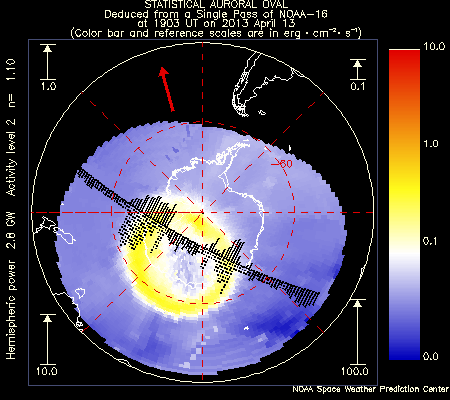 STATISTICAL AURORAL OVAL
Deduced from a Single Pass of NOAA-16
at 1903 UT on 2013 April 13
(Color bar and reference scales are in erg·cm⁻²·s⁻¹)
Hemispheric power 2.8 GW Activity level 2 n= 1.10
1.0
0.1
-60
10.0
100.0
10.0
1.0
0.1
0.0
NOAA Space Weather Prediction Center